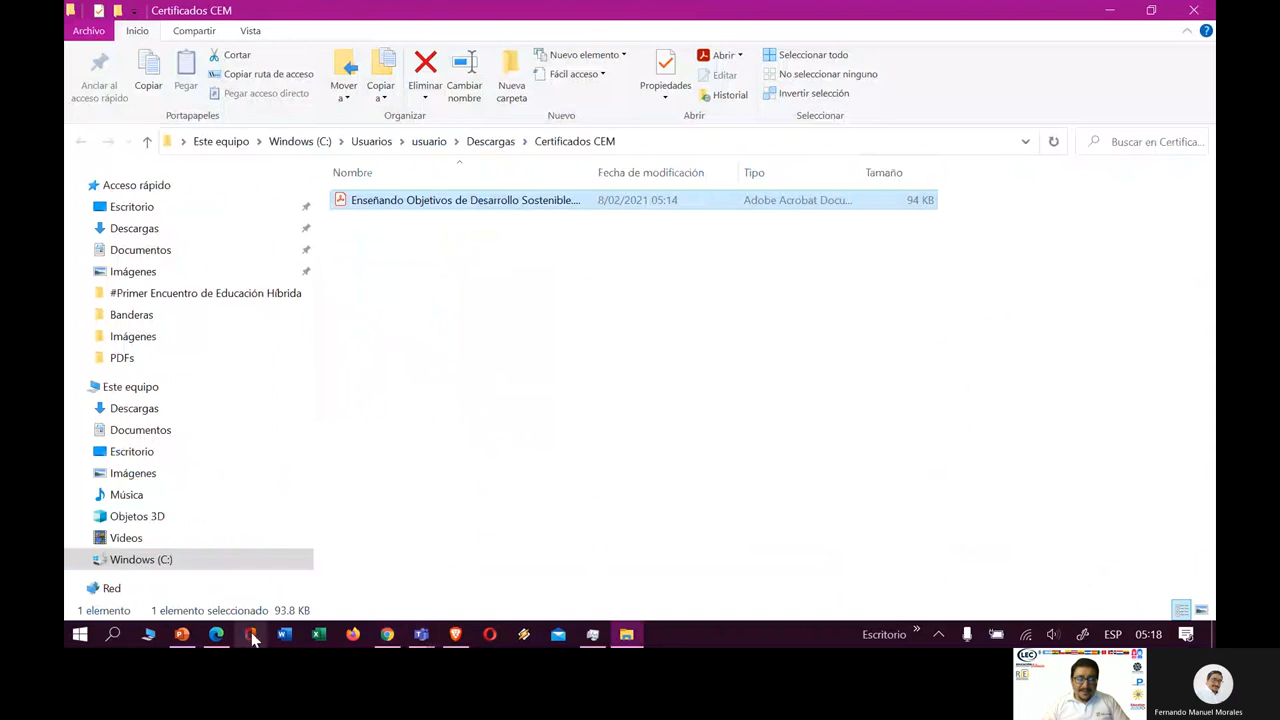 Certificados CEM
Archivo
Inicio
Compartir
Vista
Anclar al acceso rápido
Copiar
Pegar
Cortar
Copiar ruta de acceso
Pegar acceso directo
Portapapeles
Mover a
Copiar a
Eliminar
Cambiar nombre
Organizar
Nueva carpeta
Nuevo elemento
Fácil acceso
Nuevo
Propiedades
Abrir
Editar
Historial
Abrir
Seleccionar todo
No seleccionar ninguno
Invertir selección
Seleccionar
Este equipo > Windows (C:) > Usuarios > usuario > Descargas > Certificados CEM
Buscar en Certifica...
Nombre
Fecha de modificación
Tipo
Tamaño
Enseñando Objetivos de Desarrollo Sostenible....
8/02/2021 05:14
Adobe Acrobat Docu...
94 KB
Acceso rápido
Escritorio
Descargas
Documentos
Imágenes
#Primer Encuentro de Educación Híbrida
Banderas
Imágenes
PDFs
Este equipo
Descargas
Documentos
Escritorio
Imágenes
Música
Objetos 3D
Videos
Windows (C:)
Red
1 elemento
1 elemento seleccionado 93.8 KB
Escritorio
ESP
05:18
LEC
Fernando Manuel Morales